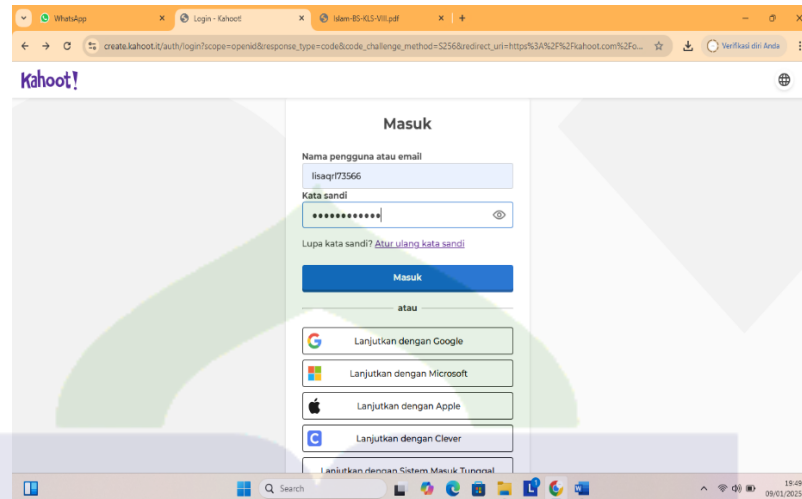 WhatsApp
Login - Kahoot!
Islam-BS-KLS-VIII.pdf
create.kahoot.it/auth/login?scope=openid&response_type=code&code_challenge_method=S256&redirect_uri=https%3A%2F%2Fkahoot.com%2Fo...
Verifikasi diri Anda
Kahoot!
Masuk
Nama pengguna atau email
lisaqrl73566
Kata sandi
Lupa kata sandi? Atur ulang kata sandi
Masuk
atau
Lanjutkan dengan Google
Lanjutkan dengan Microsoft
Lanjutkan dengan Apple
Lanjutkan dengan Clever
Lanjutkan dengan Sistem Masuk Tunggal
Search
19:49
09/01/2025